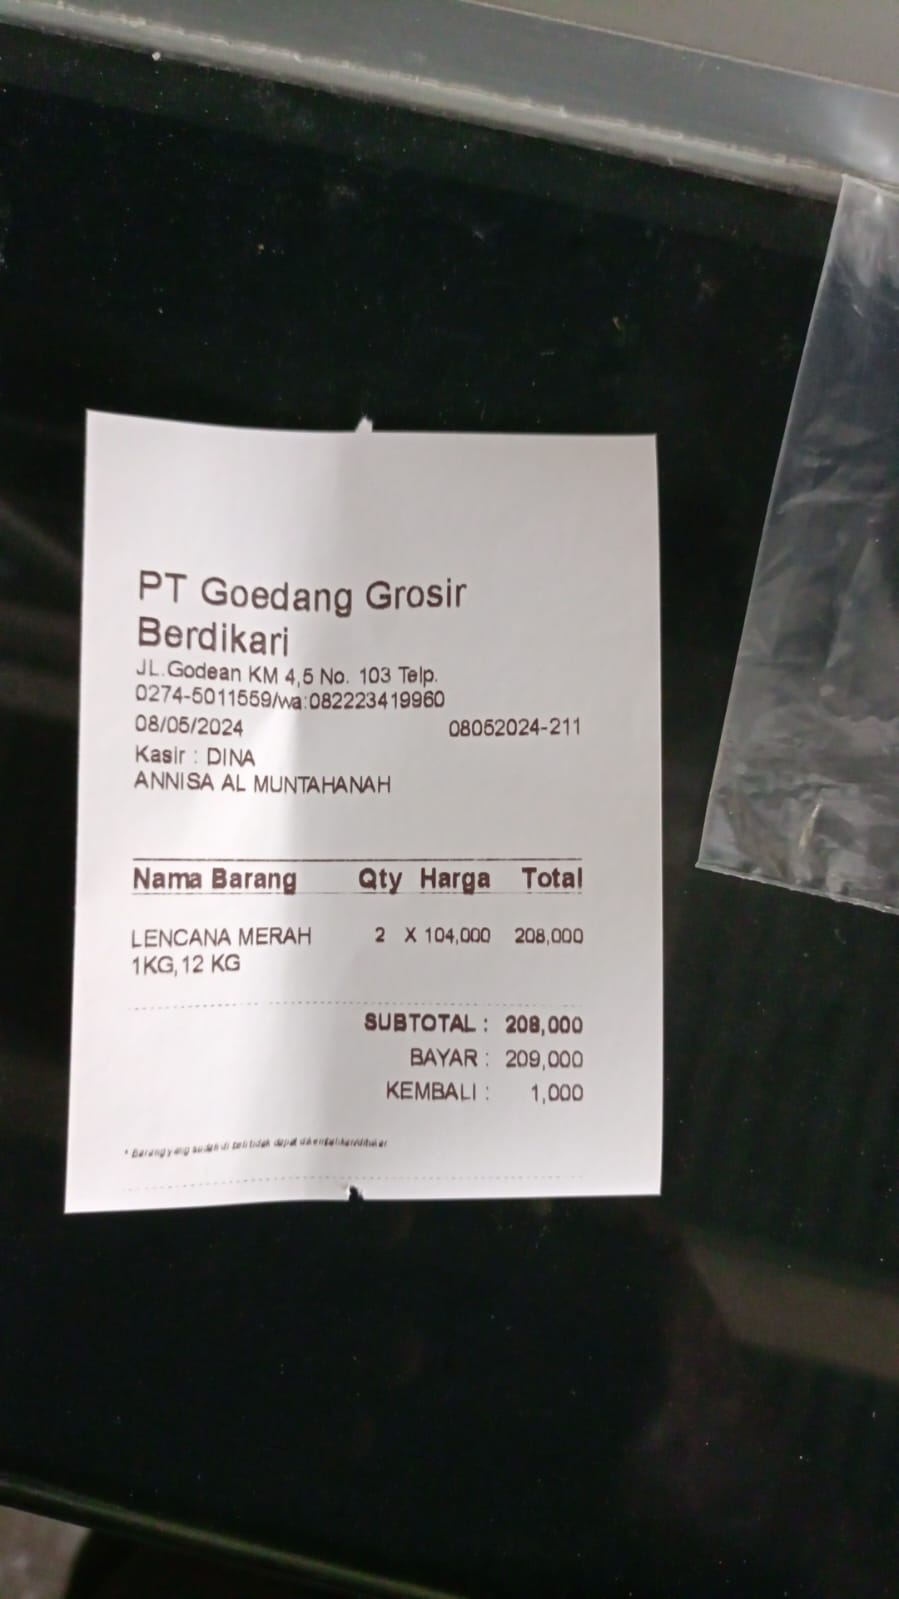 PT Goedang Grosir
Berdikari
JL.Godean KM 4,5 No. 103 Telp.
0274-5011559/wa:082223419960
08/05/2024 08052024-211
Kasir : DINA
ANNISA AL MUNTAHANAH
Nama Barang Qty Harga Total
LENCANA MERAH 2 X 104,000 208,000
1KG,12 KG
SUBTOTAL : 208,000
BAYAR : 209,000
KEMBALI : 1,000
* Barang yang sudah di beli tidak dapat